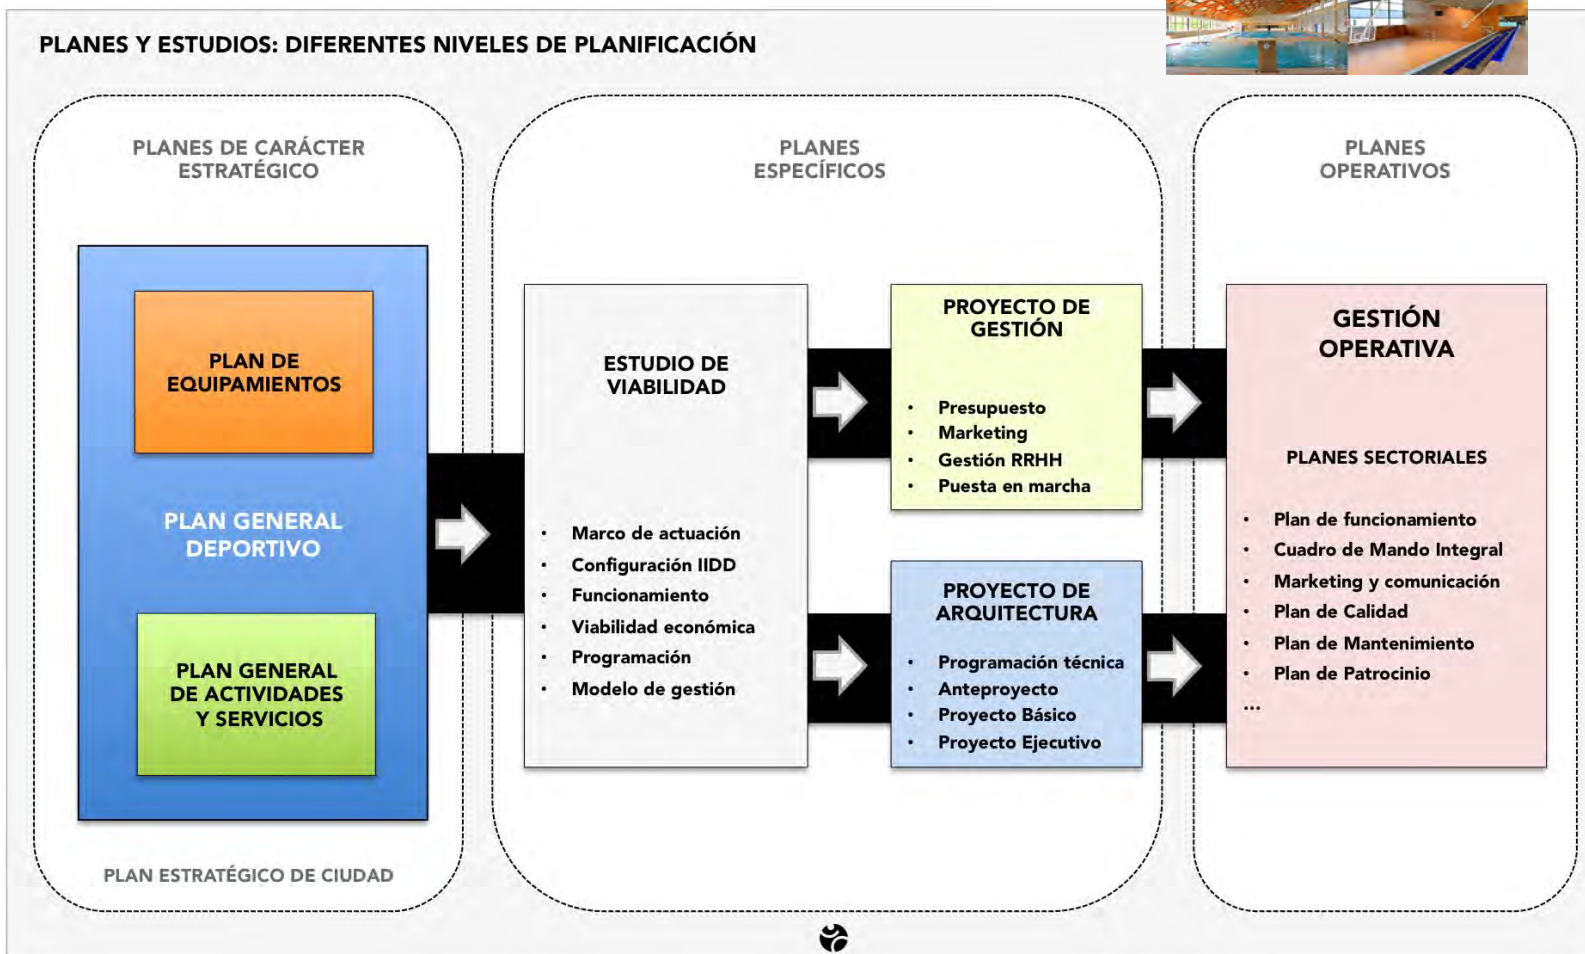 PLANES Y ESTUDIOS: DIFERENTES NIVELES DE PLANIFICACIÓN
PLANES DE CARÁCTER
ESTRATÉGICO
PLAN DE
EQUIPAMIENTOS
PLAN GENERAL
DEPORTIVO
PLAN GENERAL
DE ACTIVIDADES
Y SERVICIOS
PLAN ESTRATÉGICO DE CIUDAD
PLANES
ESPECÍFICOS
ESTUDIO DE
VIABILIDAD
• Marco de actuación
• Configuración IIDD
• Funcionamiento
• Viabilidad económica
• Programación
• Modelo de gestión
PROYECTO DE
GESTIÓN
• Presupuesto
• Marketing
• Gestión RRHH
• Puesta en marcha
PROYECTO DE
ARQUITECTURA
• Programación técnica
• Anteproyecto
• Proyecto Básico
• Proyecto Ejecutivo
PLANES
OPERATIVOS
GESTIÓN
OPERATIVA
PLANES SECTORIALES
• Plan de funcionamiento
• Cuadro de Mando Integral
• Marketing y comunicación
• Plan de Calidad
• Plan de Mantenimiento
• Plan de Patrocinio
...